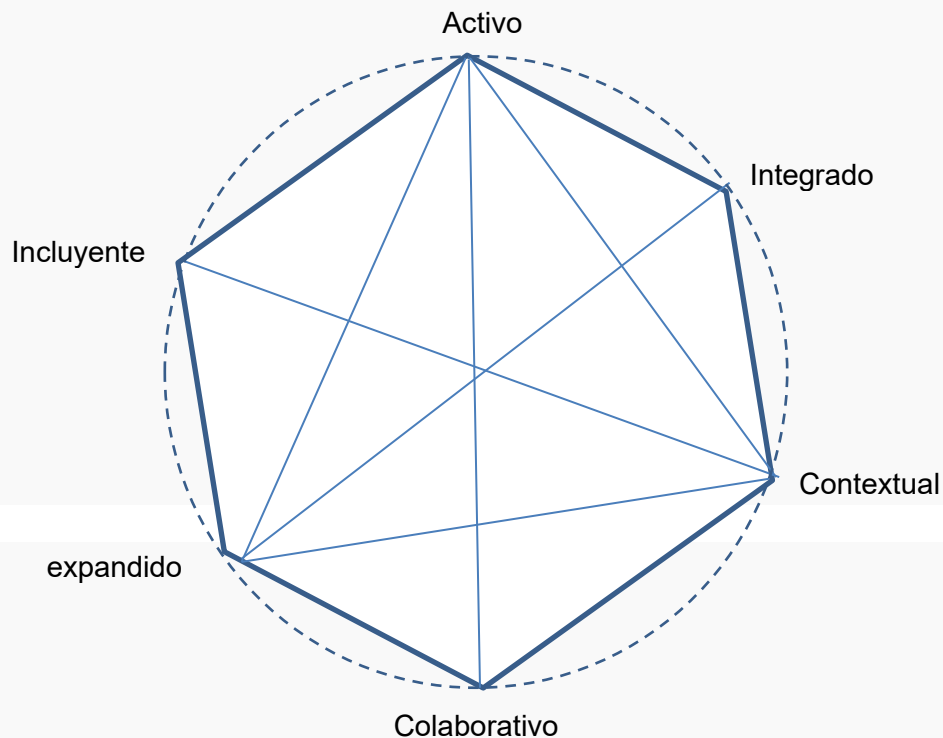 Activo
Integrado
Incluyente
Contextual
expandido
Colaborativo